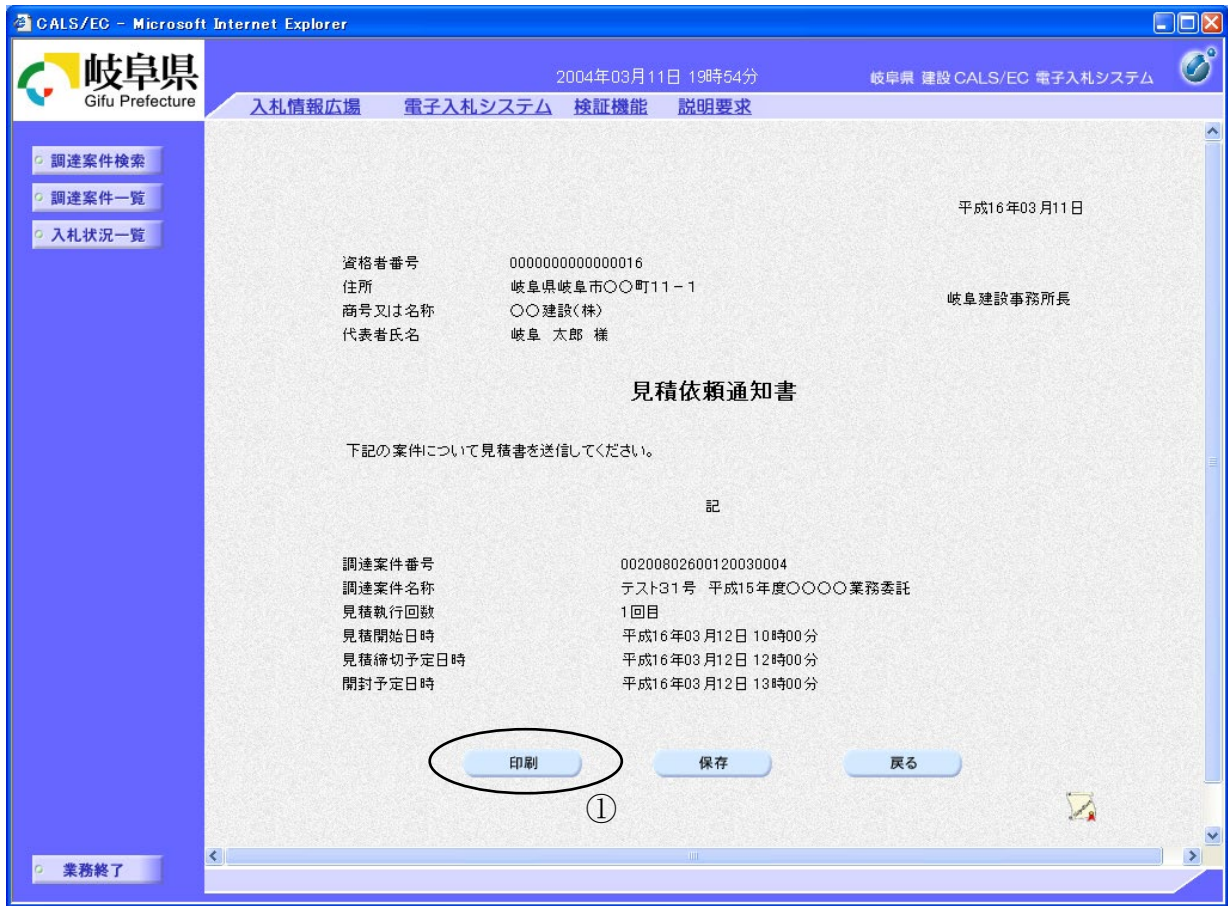 CALS/EC - Microsoft Internet Explorer
岐阜県
Gifu Prefecture
2004年03月11日 19時54分
岐阜県 建設 CALS/EC 電子入札システム
入札情報広場 電子入札システム 検証機能 説明要求
調達案件検索
調達案件一覧
入札状況一覧
平成16年03月11日
資格者番号 0000000000000016
住所 岐阜県岐阜市〇〇町11-1
商号又は名称 〇〇建設(株)
代表者氏名 岐阜 太郎 様
岐阜建設事務所長
見積依頼通知書
下記の案件について見積書を送信してください。
記
調達案件番号 00200802600120030004
調達案件名称 テスト31号 平成15年度〇〇〇〇業務委託
見積執行回数 1回目
見積開始日時 平成16年03月12日 10時00分
見積締切予定日時 平成16年03月12日 12時00分
開封予定日時 平成16年03月12日 13時00分
印刷 保存 戻る
①
業務終了